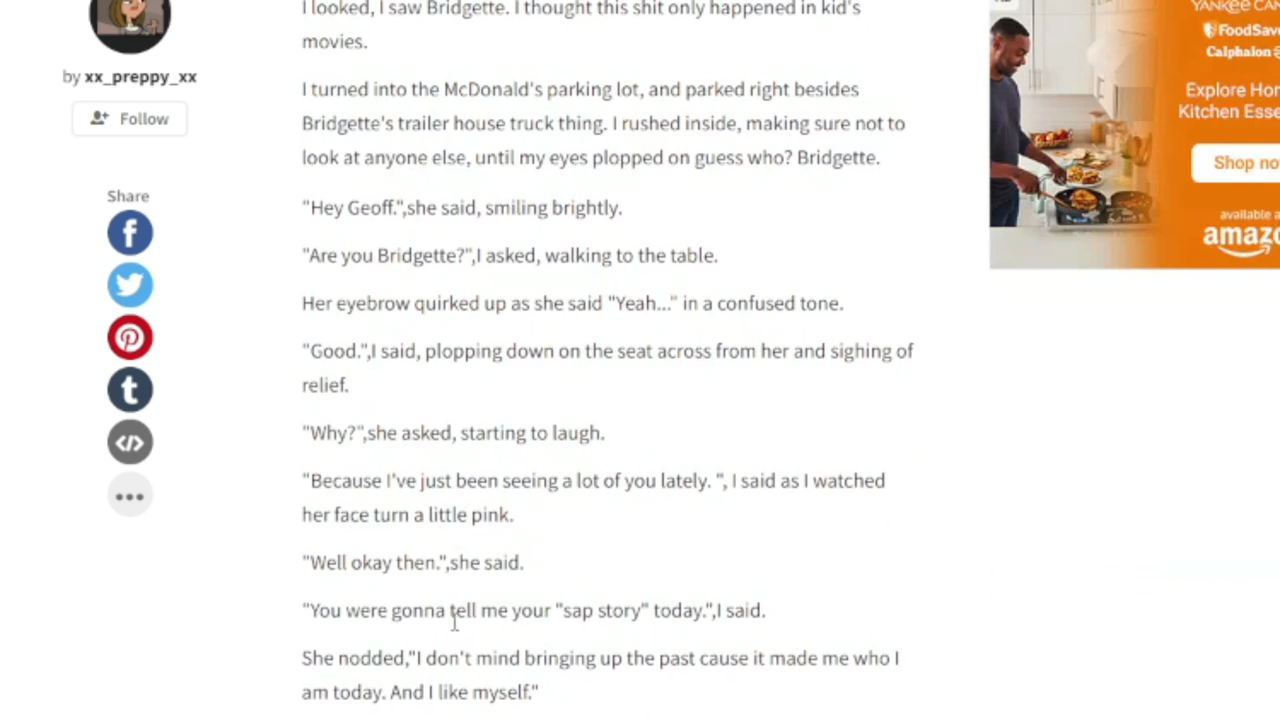 I looked, I saw Bridgette. I thought this shit only happened in kid's
movies.
by xx_preppy_xx
Follow
I turned into the McDonald's parking lot, and parked right besides
Bridgette's trailer house truck thing. I rushed inside, making sure not to
look at anyone else, until my eyes plopped on guess who? Bridgette.
Share
"Hey Geoff.",she said, smiling brightly.
"Are you Bridgette?",I asked, walking to the table.
Her eyebrow quirked up as she said "Yeah..." in a confused tone.
"Good.",I said, plopping down on the seat across from her and sighing of
relief.
"Why?",she asked, starting to laugh.
"Because I've just been seeing a lot of you lately. ", I said as I watched
her face turn a little pink.
"Well okay then.",she said.
"You were gonna tell me your "sap story" today.",I said.
She nodded,"I don't mind bringing up the past cause it made me who I
am today. And I like myself."
YANKEE CAN
FoodSav
Calphalon
Explore Hom
Kitchen Esse
Shop no
available a
amazo